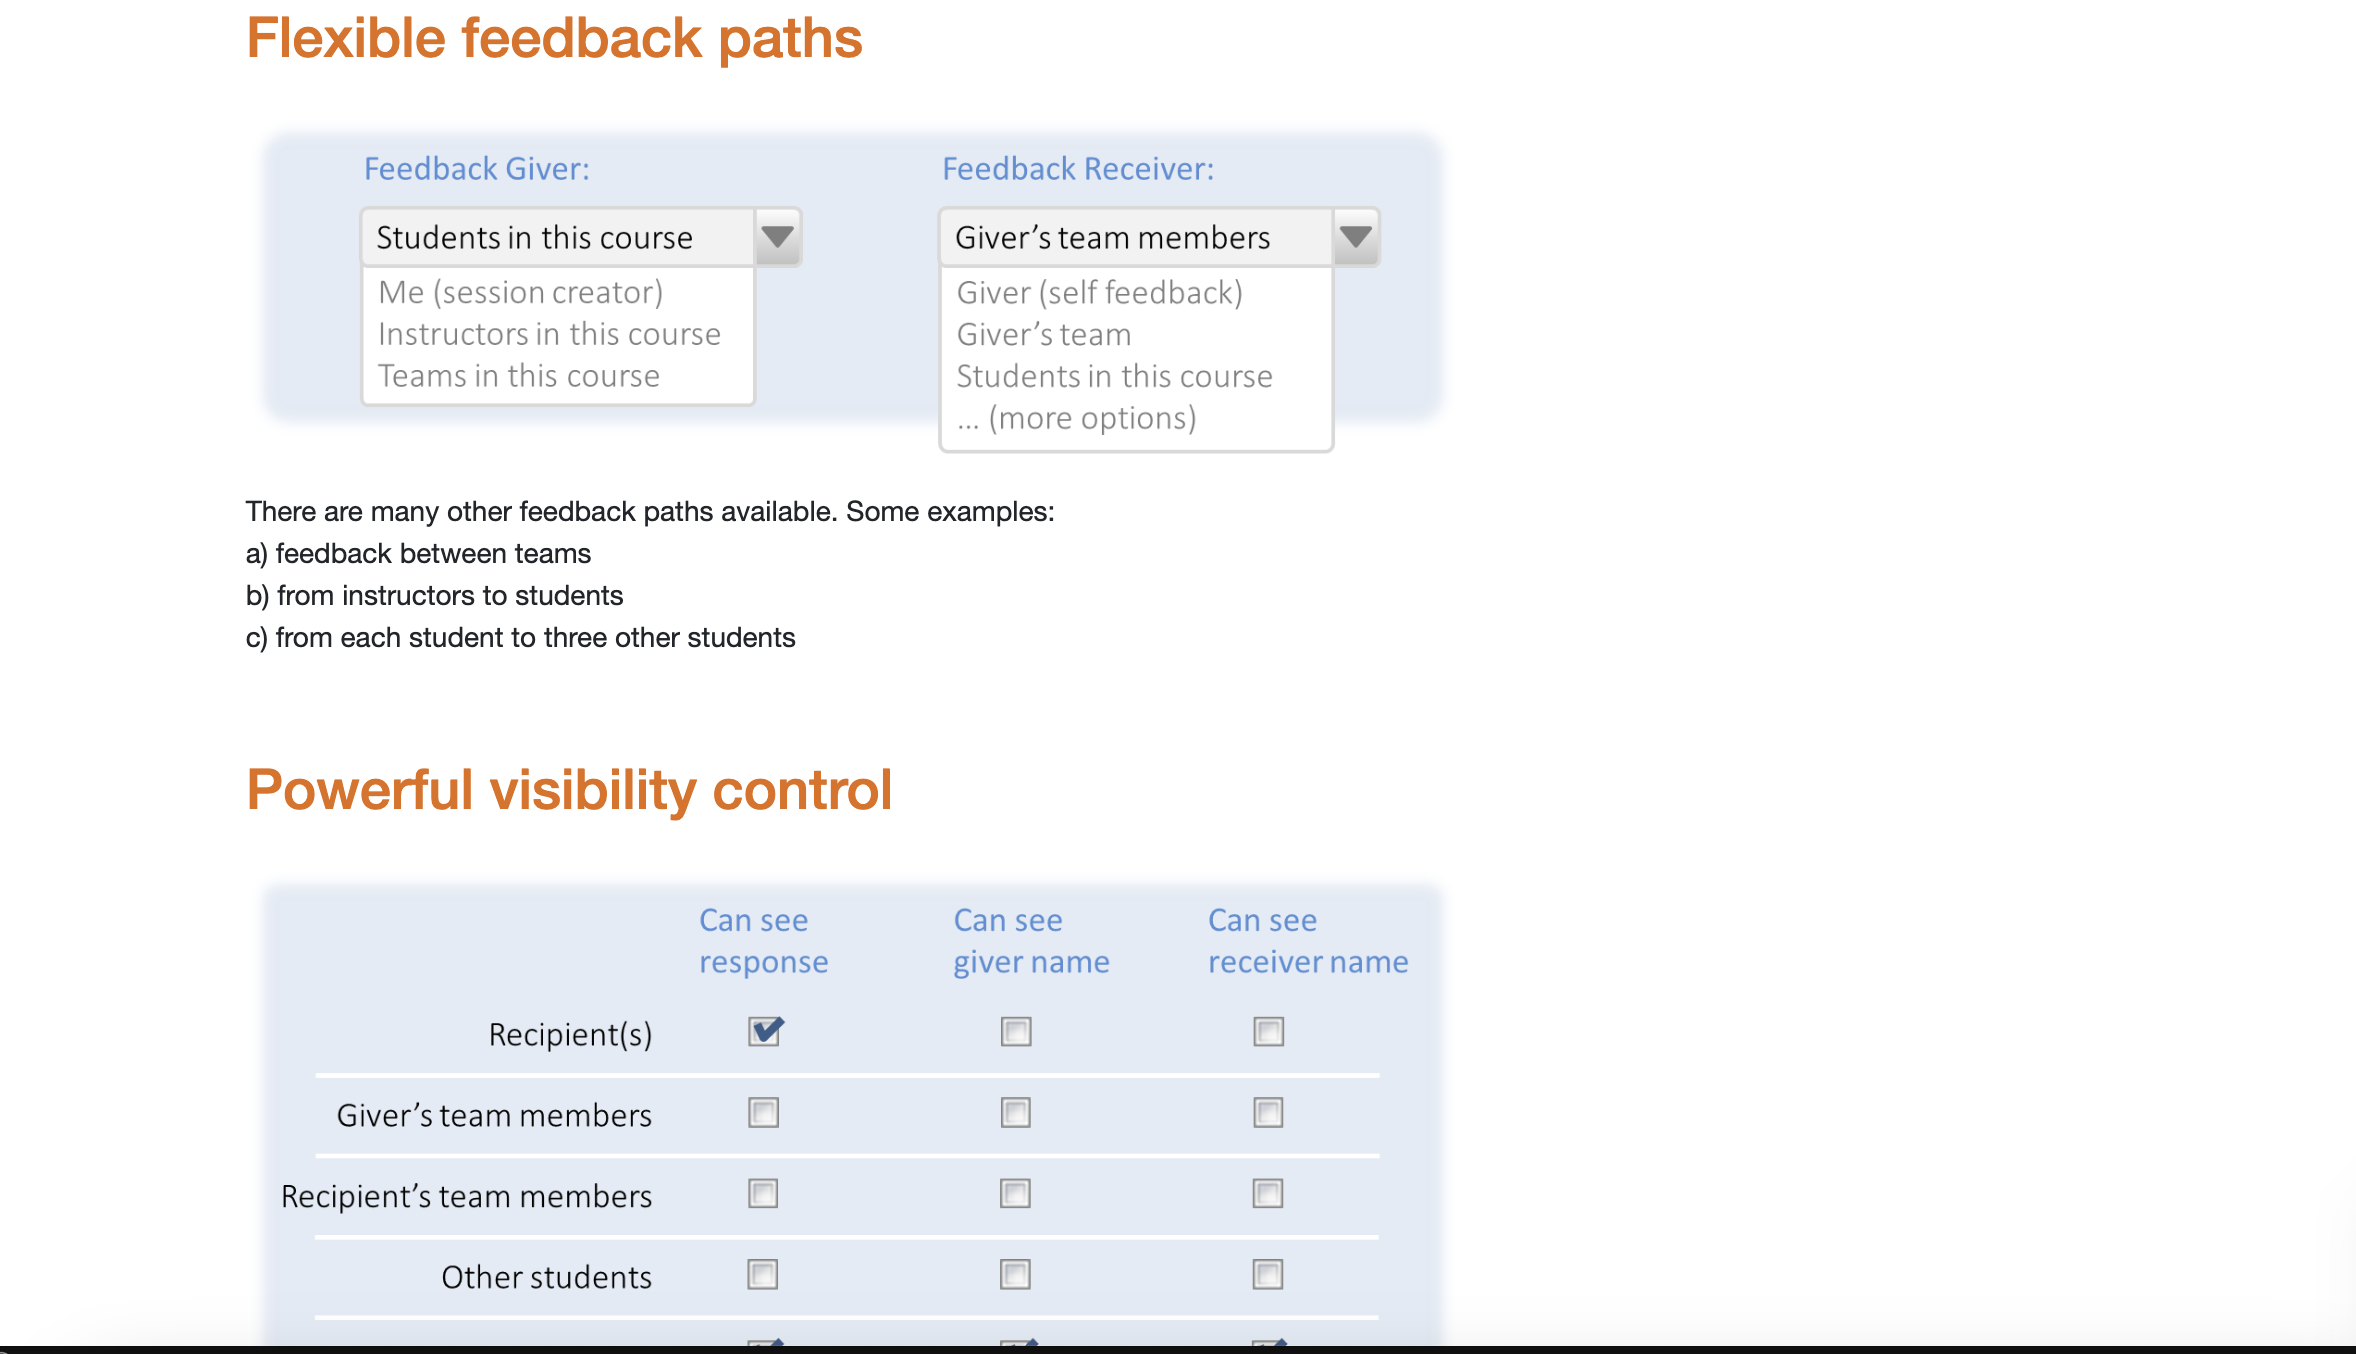 Flexible feedback paths
Feedback Giver:
Students in this course
Me (session creator)
Instructors in this course
Teams in this course
Feedback Receiver:
Giver’s team members
Giver (self feedback)
Giver’s team
Students in this course
... (more options)
There are many other feedback paths available. Some examples:
a) feedback between teams
b) from instructors to students
c) from each student to three other students
Powerful visibility control
Can see
response
Can see
giver name
Can see
receiver name
Recipient(s)
Giver’s team members
Recipient’s team members
Other students